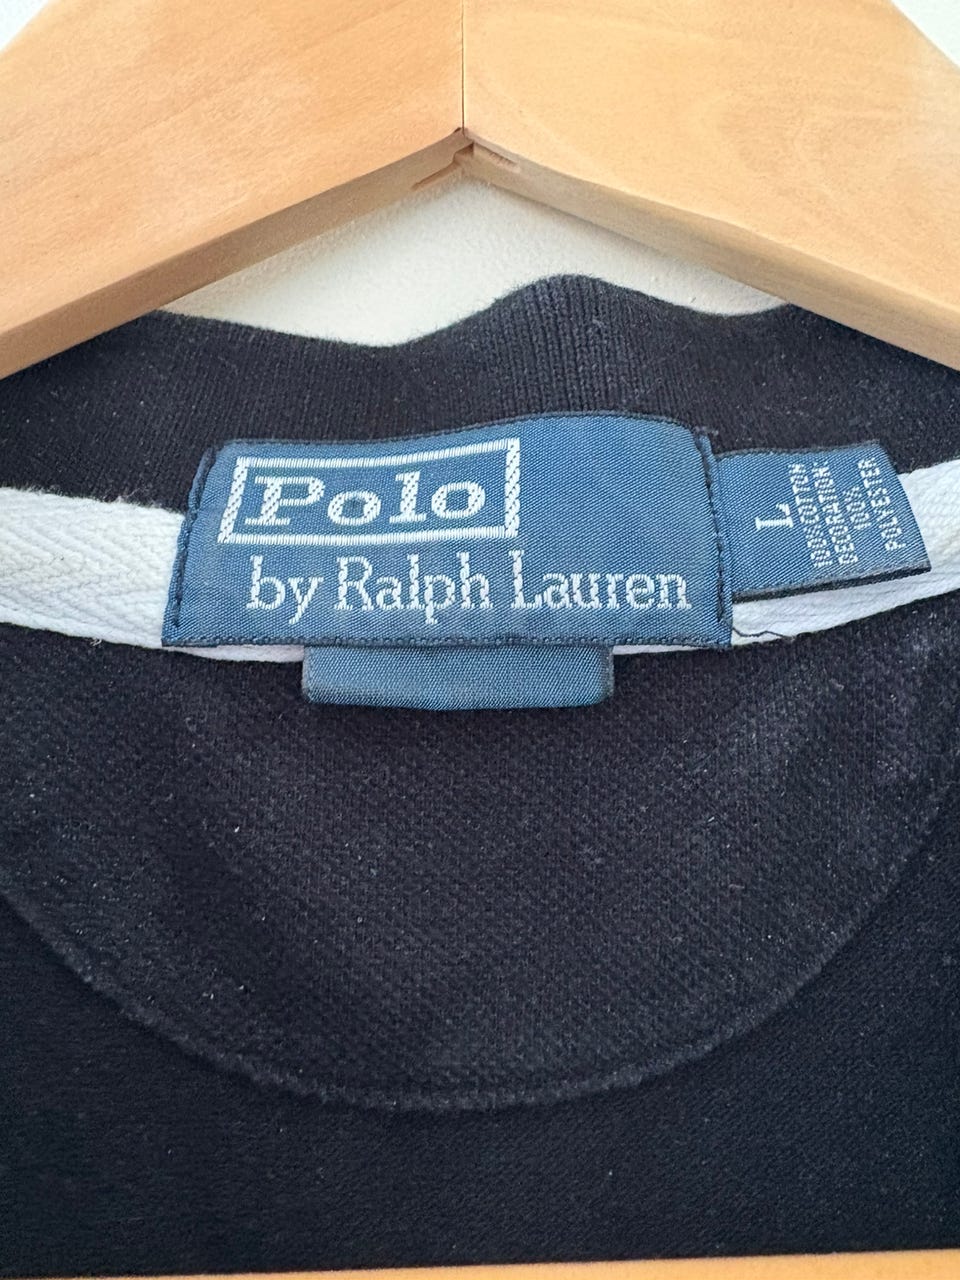 Polo
by Ralph Lauren
L
100% COTTON
DECORATION
100%
POLYESTER